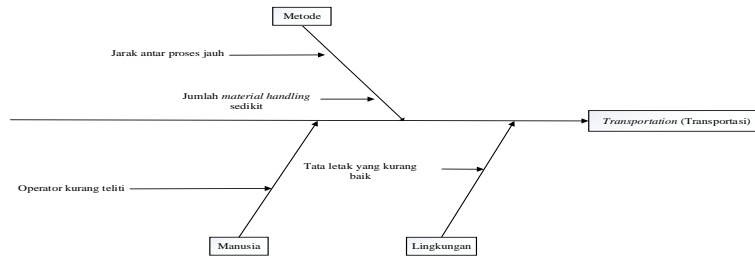 Metode
Jarak antar proses jauh
Jumlah material handling
sedikit
Transportation (Transportasi)
Tata letak yang kurang
baik
Operator kurang teliti
Manusia
Lingkungan